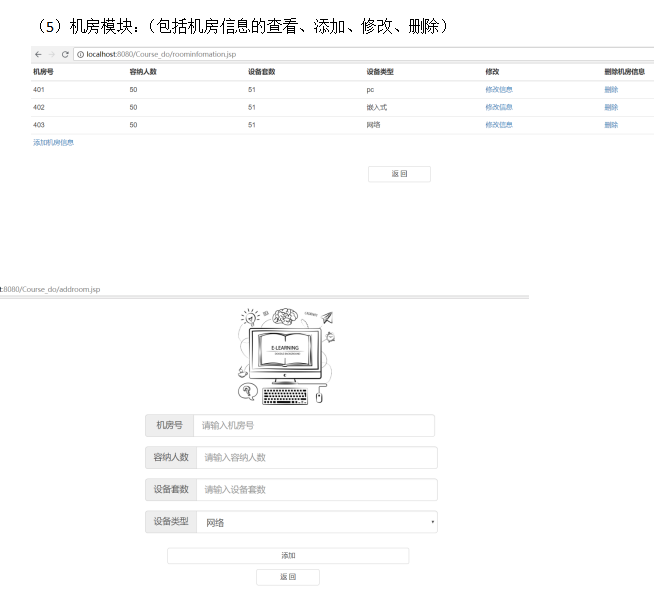 （5）机房模块：（包括机房信息的查看、添加、修改、删除）
localhost:8080/Course_do/roominfomation.jsp
机房号 容纳人数 设备套数 设备类型 修改 删除机房信息
401 50 51 pc 修改信息 删除
402 50 51 嵌入式 修改信息 删除
403 50 51 网络 修改信息 删除
添加机房信息
返 回
t:8080/Course_do/addroom.jsp
E-LEARNING
机房号 请输入机房号
容纳人数 请输入容纳人数
设备套数 请输入设备套数
设备类型 网络
添加
返 回